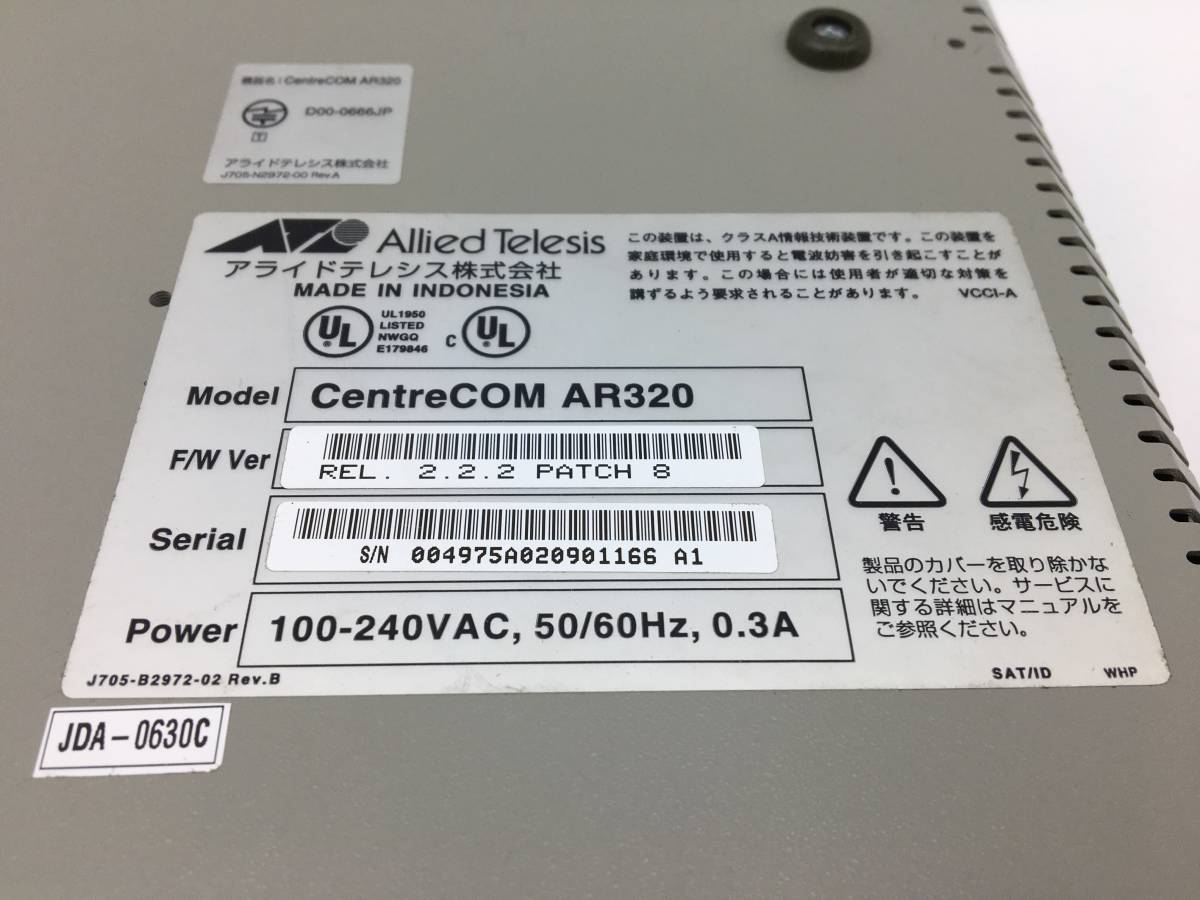 機器名：CentreCOM AR320
D00-0666JP
T
アライドテレシス株式会社
J705-N2972-00 Rev.A
Allied Telesis
アライドテレシス株式会社
MADE IN INDONESIA
UL
UL1950
LISTED
NWGQ
E179846
C UL
この装置は、クラスA情報技術装置です。この装置を
家庭環境で使用すると電波妨害を引き起こすことが
あります。この場合には使用者が適切な対策を
講ずるよう要求されることがあります。 VCCI-A
Model CentreCOM AR320
F/W Ver REL. 2.2.2 PATCH 8
Serial S/N 004975A020901166 A1
Power 100-240VAC, 50/60Hz, 0.3A
警告
感電危険
製品のカバーを取り除かな
いでください。サービスに
関する詳細はマニュアルを
ご参照ください。
J705-B2972-02 Rev.B
SAT/ID WHP
JDA-0630C